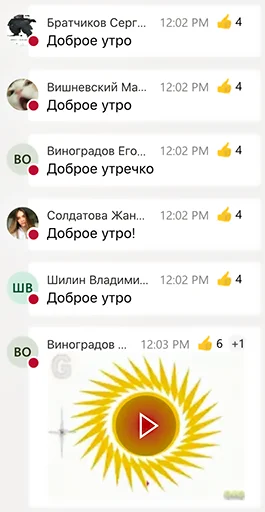 Братчиков Серг... 12:02 PM 👍 4
Доброе утро
Вишневский Ма... 12:02 PM 👍 4
Доброе утро
ВО Виноградов Его... 12:02 PM 👍 4
Доброе утречко
Солдатова Жан... 12:02 PM 👍 4
Доброе утро!
ШВ Шилин Владими... 12:02 PM 👍 4
Доброе утро
ВО Виноградов ... 12:03 PM 👍 6 +1
G